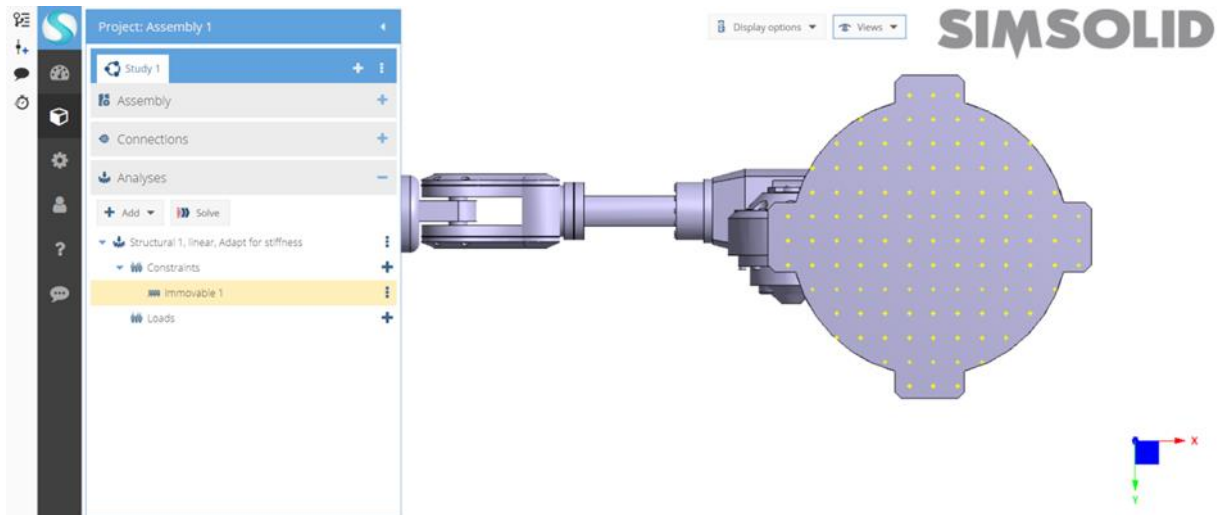 Project: Assembly 1
Display options
Views
SIMSOLID
Study 1
Assembly
Connections
Analyses
Add
Solve
Structural 1, linear, Adapt for stiffness
Constraints
Immovable 1
Loads
?
X
Y